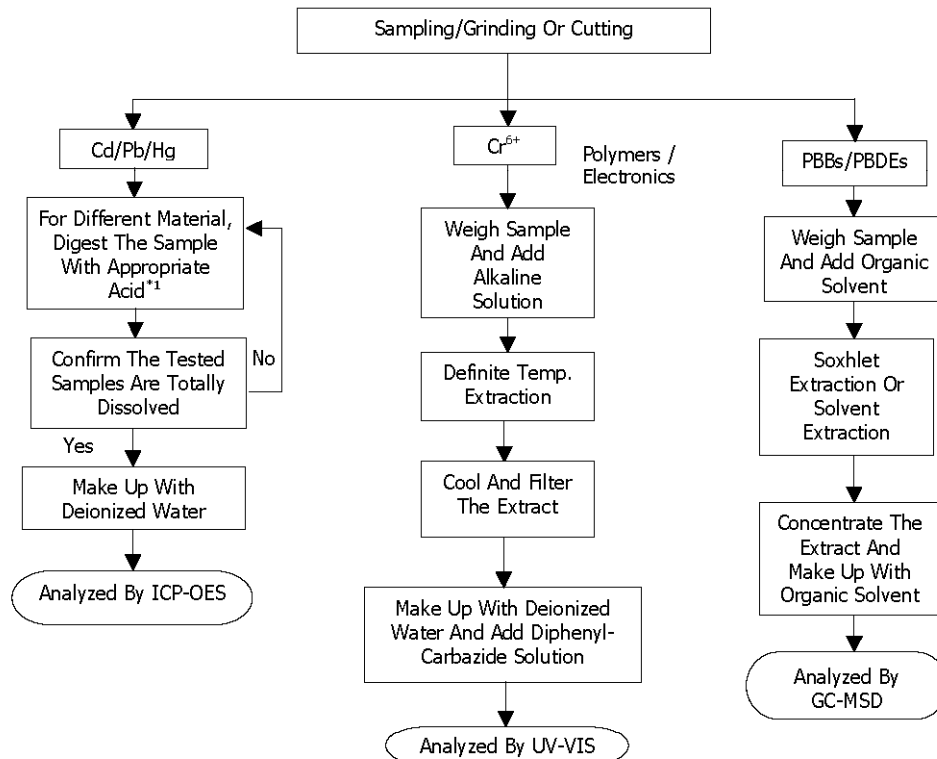 Sampling/Grinding Or Cutting
Cd/Pb/Hg
For Different Material,
Digest The Sample
With Appropriate
Acid*1
Confirm The Tested
Samples Are Totally
Dissolved
No
Yes
Make Up With
Deionized Water
Analyzed By ICP-OES
Cr6+
Polymers /
Electronics
Weigh Sample
And Add
Alkaline
Solution
Definite Temp.
Extraction
Cool And Filter
The Extract
Make Up With Deionized
Water And Add Diphenyl-
Carbazide Solution
Analyzed By UV-VIS
PBBs/PBDEs
Weigh Sample
And Add Organic
Solvent
Soxhlet
Extraction Or
Solvent
Extraction
Concentrate The
Extract And
Make Up With
Organic Solvent
Analyzed By
GC-MSD